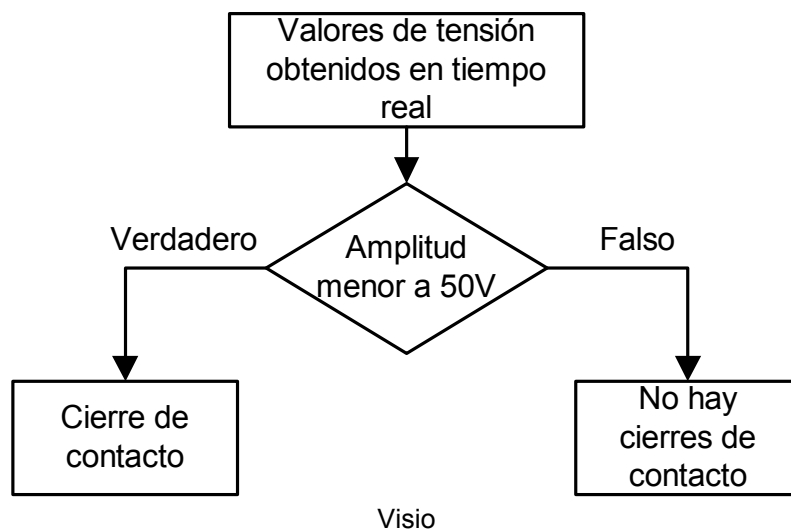 Valores de tensión
obtenidos en tiempo
real
Verdadero
Amplitud
menor a 50V
Falso
Cierre de
contacto
No hay
cierres de
contacto
Visio